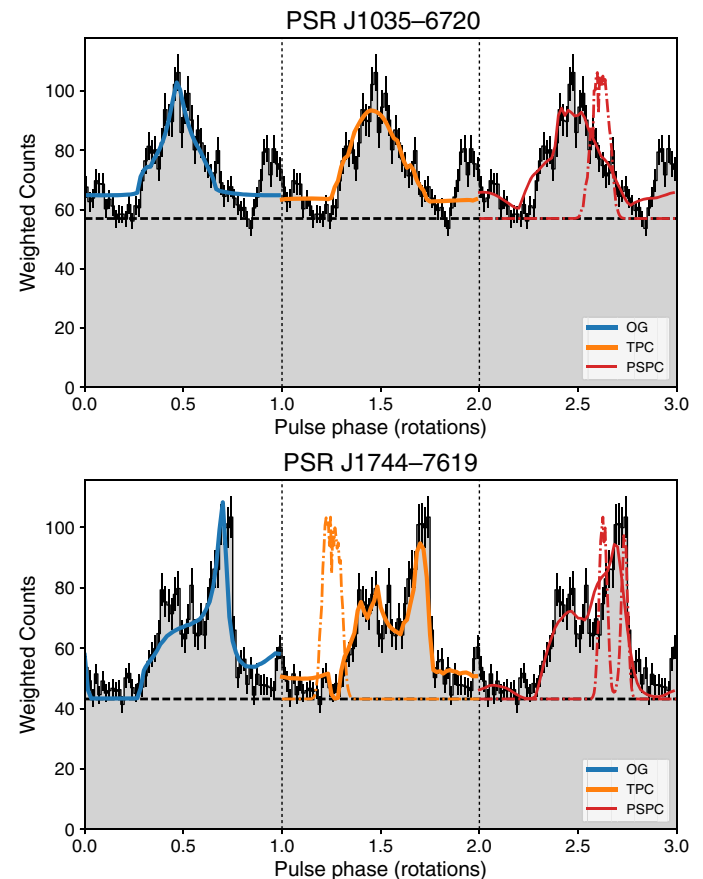 PSR J1035–6720
Weighted Counts
100
80
60
40
20
0
OG
TPC
PSPC
0.0 0.5 1.0 1.5 2.0 2.5 3.0
Pulse phase (rotations)
PSR J1744–7619
Weighted Counts
100
80
60
40
20
0
OG
TPC
PSPC
0.0 0.5 1.0 1.5 2.0 2.5 3.0
Pulse phase (rotations)